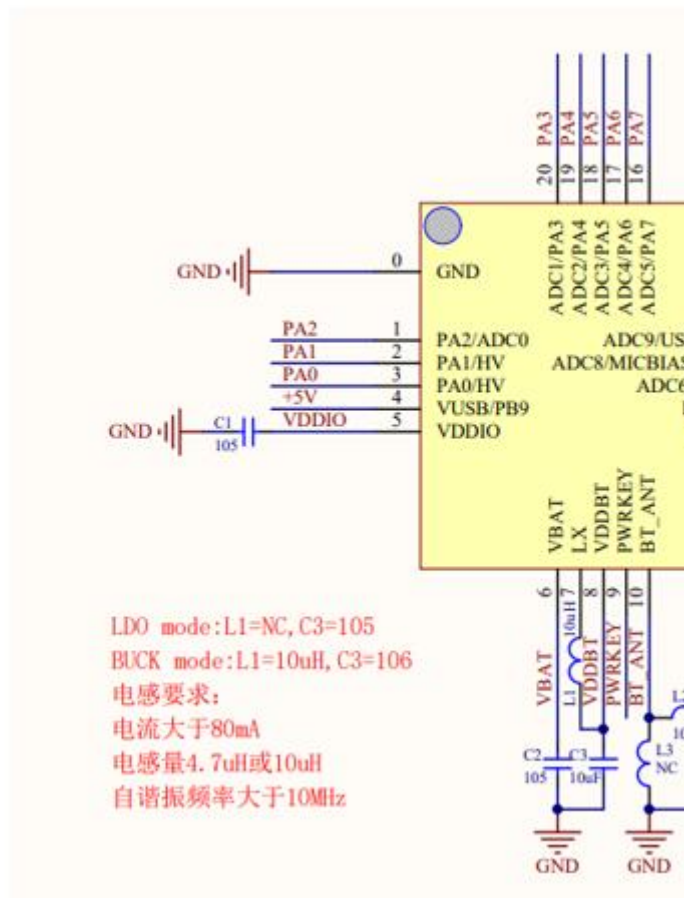 PA3
PA4
PA5
PA6
PA7
20
19
18
17
16
ADC1/PA3
ADC2/PA4
ADC3/PA5
ADC4/PA6
ADC5/PA7
GND
0
GND
PA2
1
PA2/ADC0
ADC9/US
PA1
2
PA1/HV
ADC8/MICBIAS
PA0
3
PA0/HV
ADC6
+5V
4
VUSB/PB9
GND
C1
105
VDDIO
5
VDDIO
VBAT
LX
VDDBT
PWRKEY
BT_ANT
6
7
8
9
10
VBAT
L1
10uH
VDDBT
PWRKEY
BT_ANT
LDO mode:L1=NC,C3=105
BUCK mode:L1=10uH,C3=106
电感要求：
电流大于80mA
电感量4.7uH或10uH
自谐振频率大于10MHz
C2
105
C3
10uF
L3
NC
GND
GND